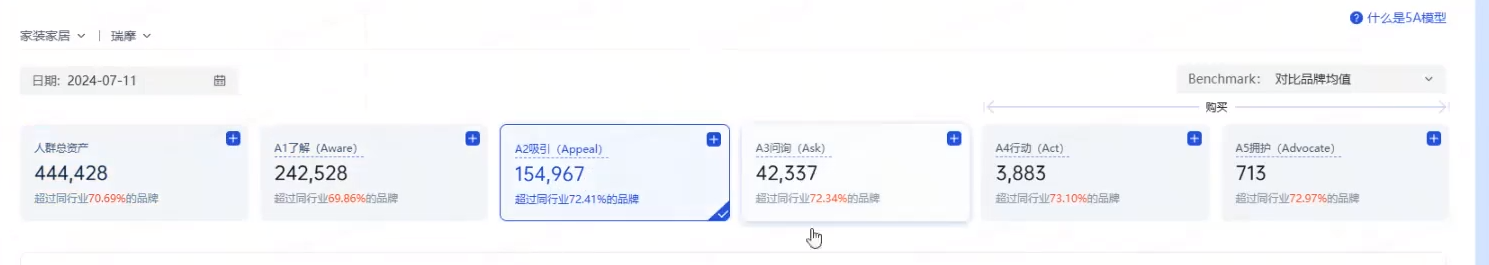 什么是5A模型
家装家居 | 瑞摩
日期: 2024-07-11
Benchmark: 对比品牌均值
购买
人群总资产
444,428
超过同行业70.69%的品牌
A1了解（Aware）
242,528
超过同行业69.86%的品牌
A2吸引（Appeal）
154,967
超过同行业72.41%的品牌
A3问询（Ask）
42,337
超过同行业72.34%的品牌
A4行动（Act）
3,883
超过同行业73.10%的品牌
A5拥护（Advocate）
713
超过同行业72.97%的品牌